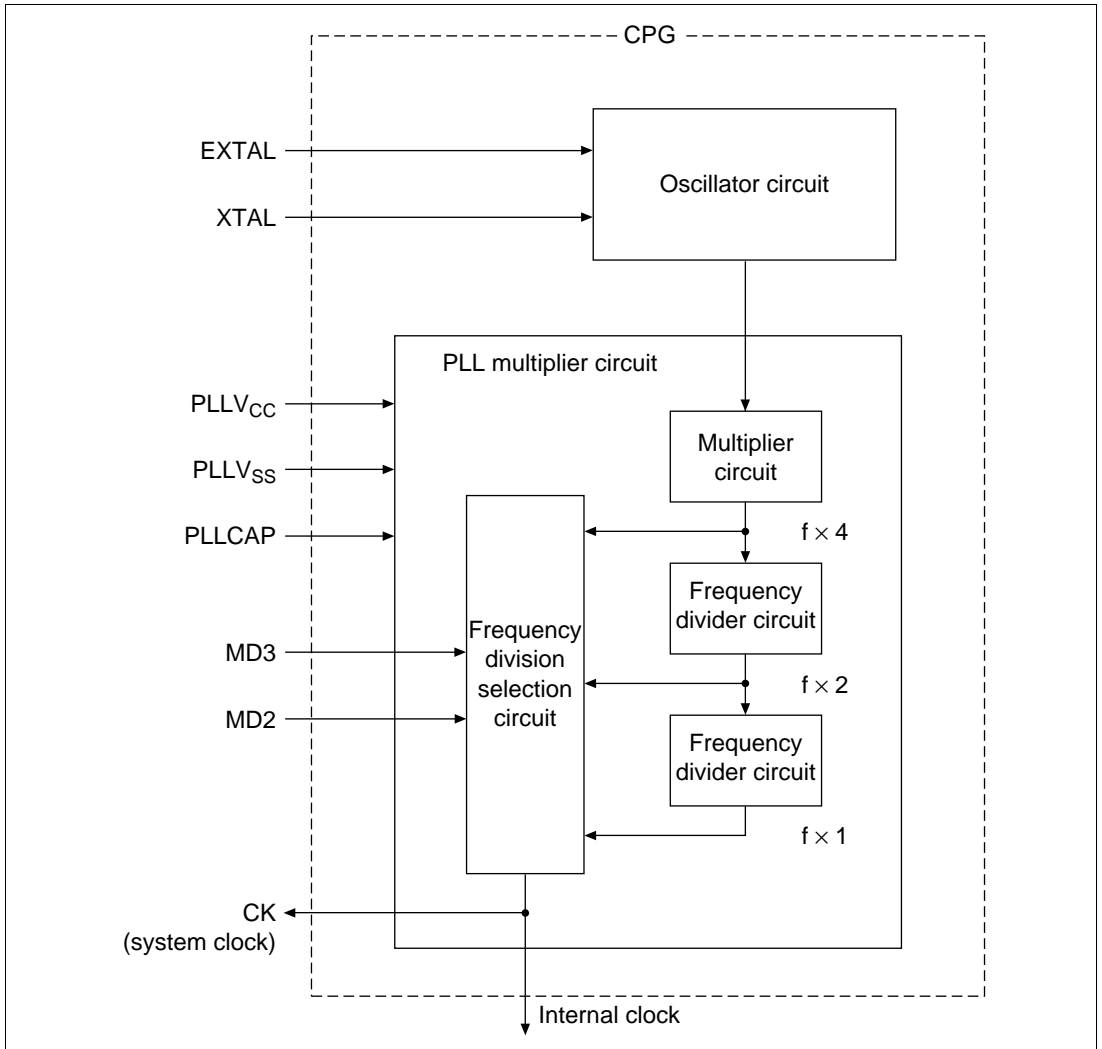 CPG
EXTAL
XTAL
Oscillator circuit
PLL multiplier circuit
PLLVCC
PLLVSS
PLLCAP
MD3
MD2
Multiplier
circuit
f × 4
Frequency
divider circuit
f × 2
Frequency
divider circuit
f × 1
Frequency
division
selection
circuit
CK
(system clock)
Internal clock